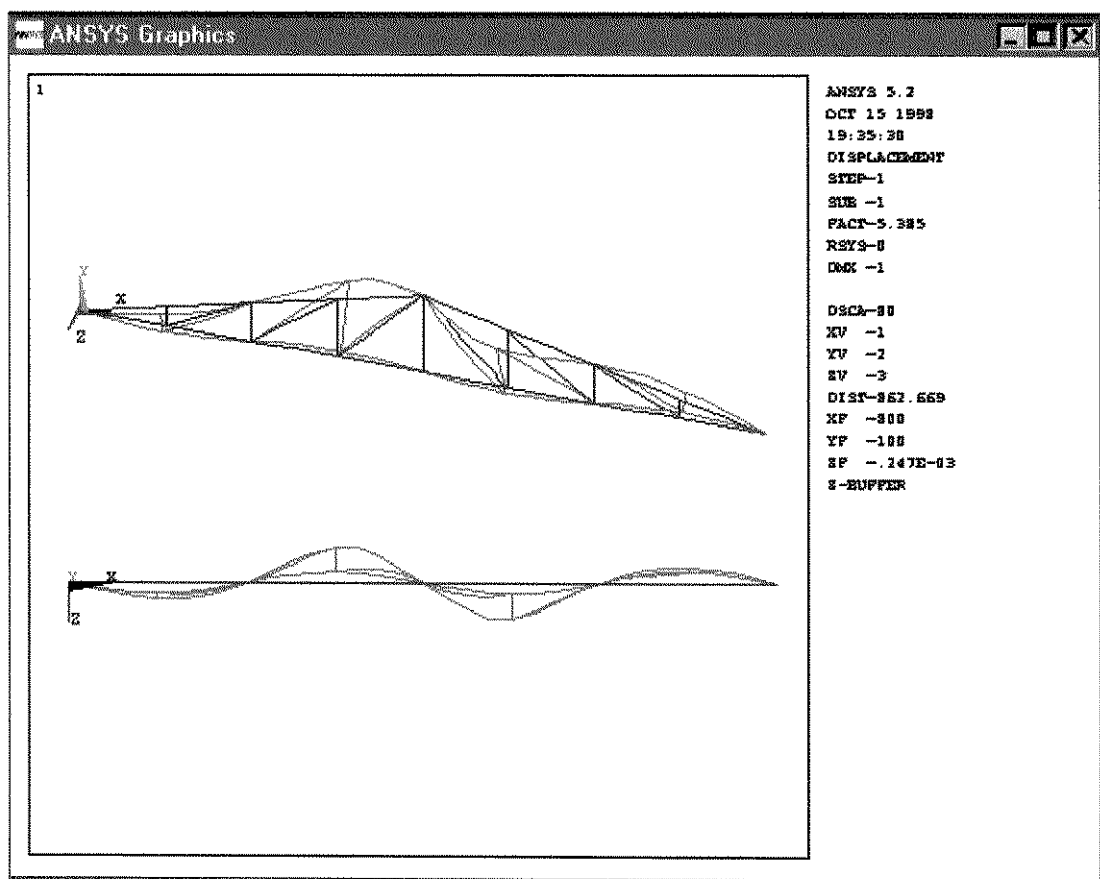 ANSYS Graphics
1
ANSYS 5.2
OCT 15 1998
19:35:30
DISPLACEMENT
STEP=1
SUB =1
FACT=5.385
RSYS=0
DMX =1
DSCA=80
XV =1
YV =2
ZV =3
DIST=862.669
XF =800
YF =100
ZF =.247E-03
Z-BUFFER
Y
X
Z
Y
X
Z